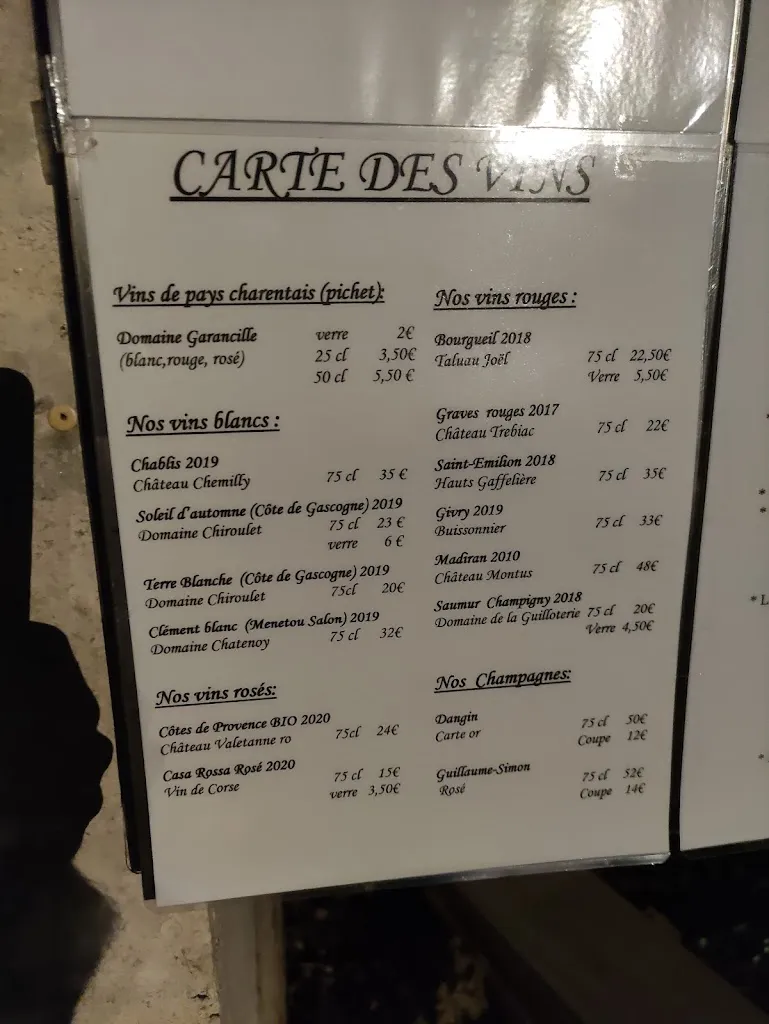 CARTE DES VINS
Vins de pays charentais (pichet):
Domaine Garancille verre 2€
(blanc,rouge, rosé) 25 cl 3,50€
50 cl 5,50 €
Nos vins blancs :
Chablis 2019
Château Chemilly 75 cl 35 €
Soleil d'automne (Côte de Gascogne) 2019
Domaine Chiroulet 75 cl 23 €
verre 6 €
Terre Blanche (Côte de Gascogne) 2019
Domaine Chiroulet 75cl 20€
Clément blanc (Menetou Salon) 2019
Domaine Chatenoy 75 cl 32€
Nos vins rosés:
Côtes de Provence BIO 2020
Château Valetanne ro 75cl 24€
Casa Rossa Rosé 2020
Vin de Corse 75 cl 15€
verre 3,50€
Nos vins rouges :
Bourgueil 2018
Taluau Joël 75 cl 22,50€
Verre 5,50€
Graves rouges 2017
Château Trebiac 75 cl 22€
Saint-Emilion 2018
Hauts Gaffelière 75 cl 35€
Givry 2019
Buissonnier 75 cl 33€
Madiran 2010
Château Montus 75 cl 48€
Saumur Champigny 2018
Domaine de la Guilloterie 75 cl 20€
Verre 4,50€
Nos Champagnes:
Dangin 75 cl 50€
Carte or Coupe 12€
Guillaume-Simon 75 cl 52€
Rosé Coupe 14€
* L